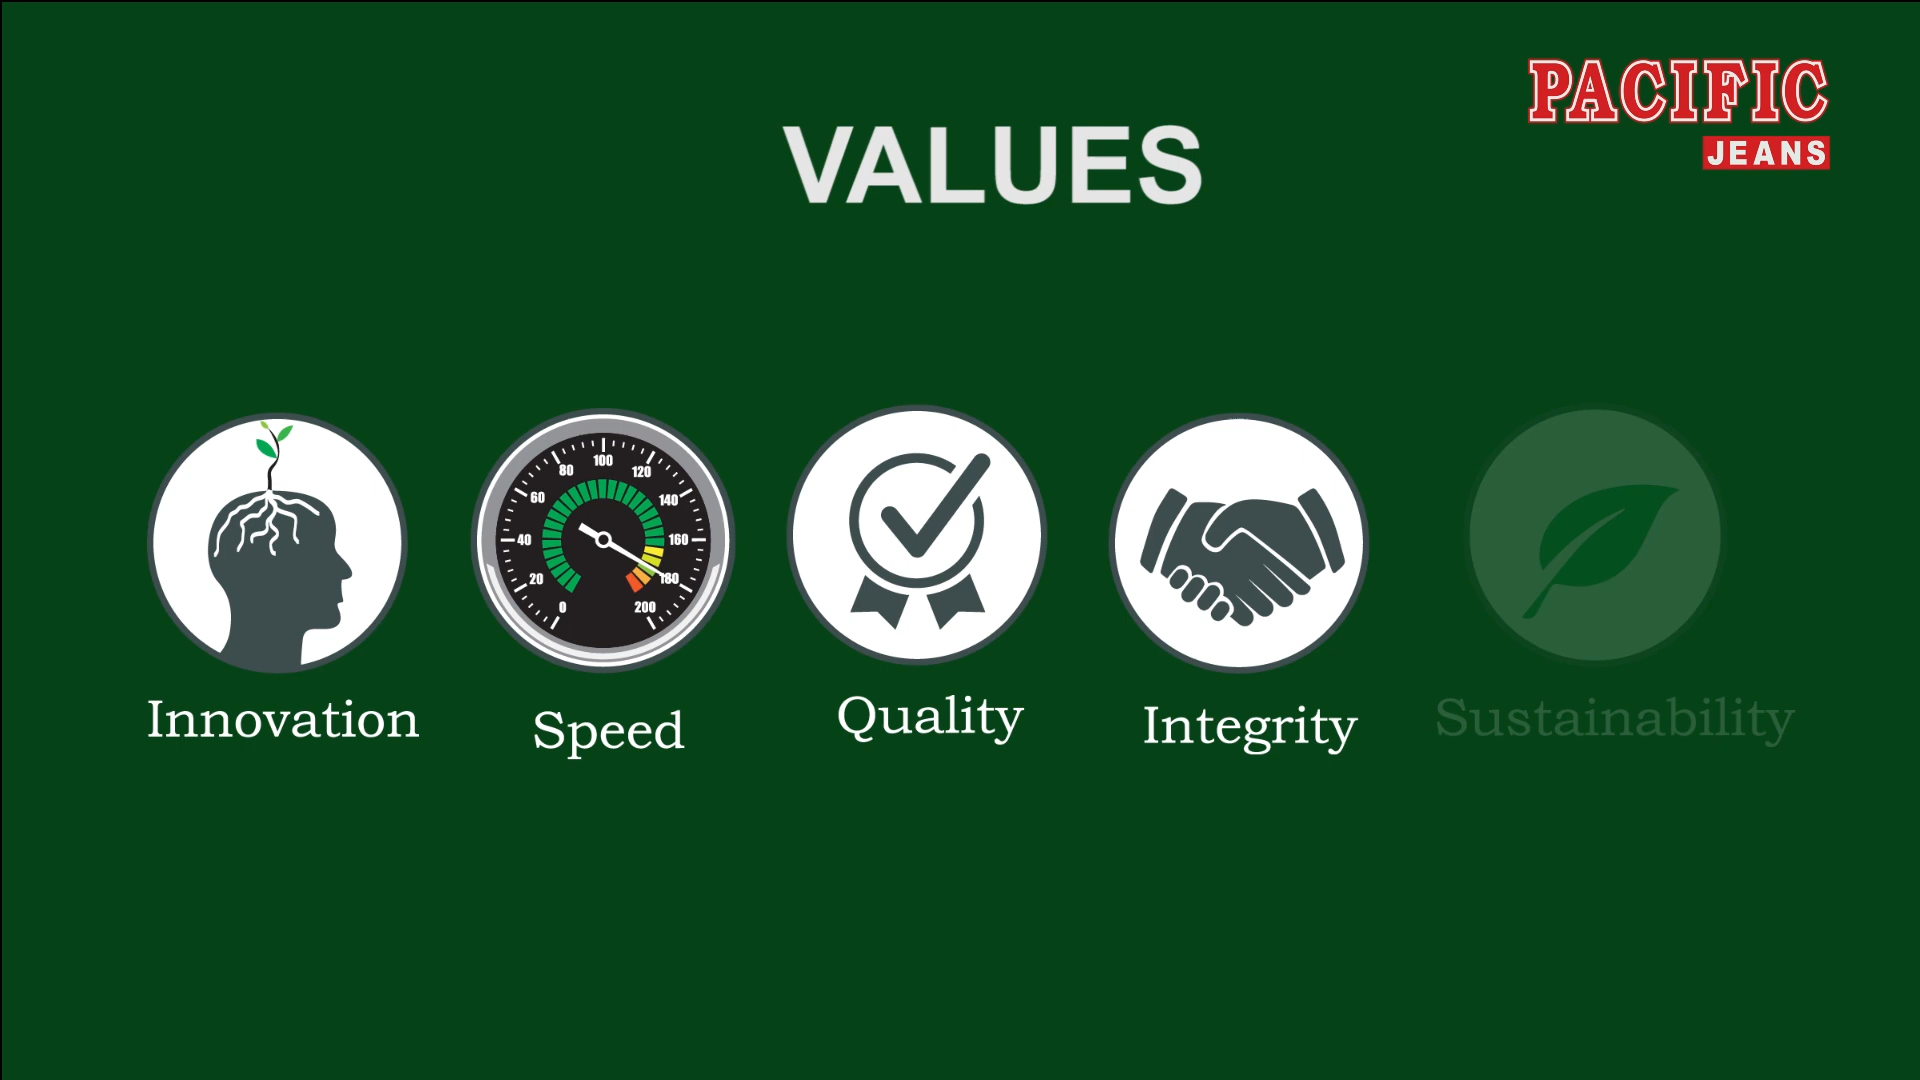 PACIFIC
JEANS
VALUES
100
80
120
60
140
40
160
20
180
0
200
Innovation
Speed
Quality
Integrity
Sustainability